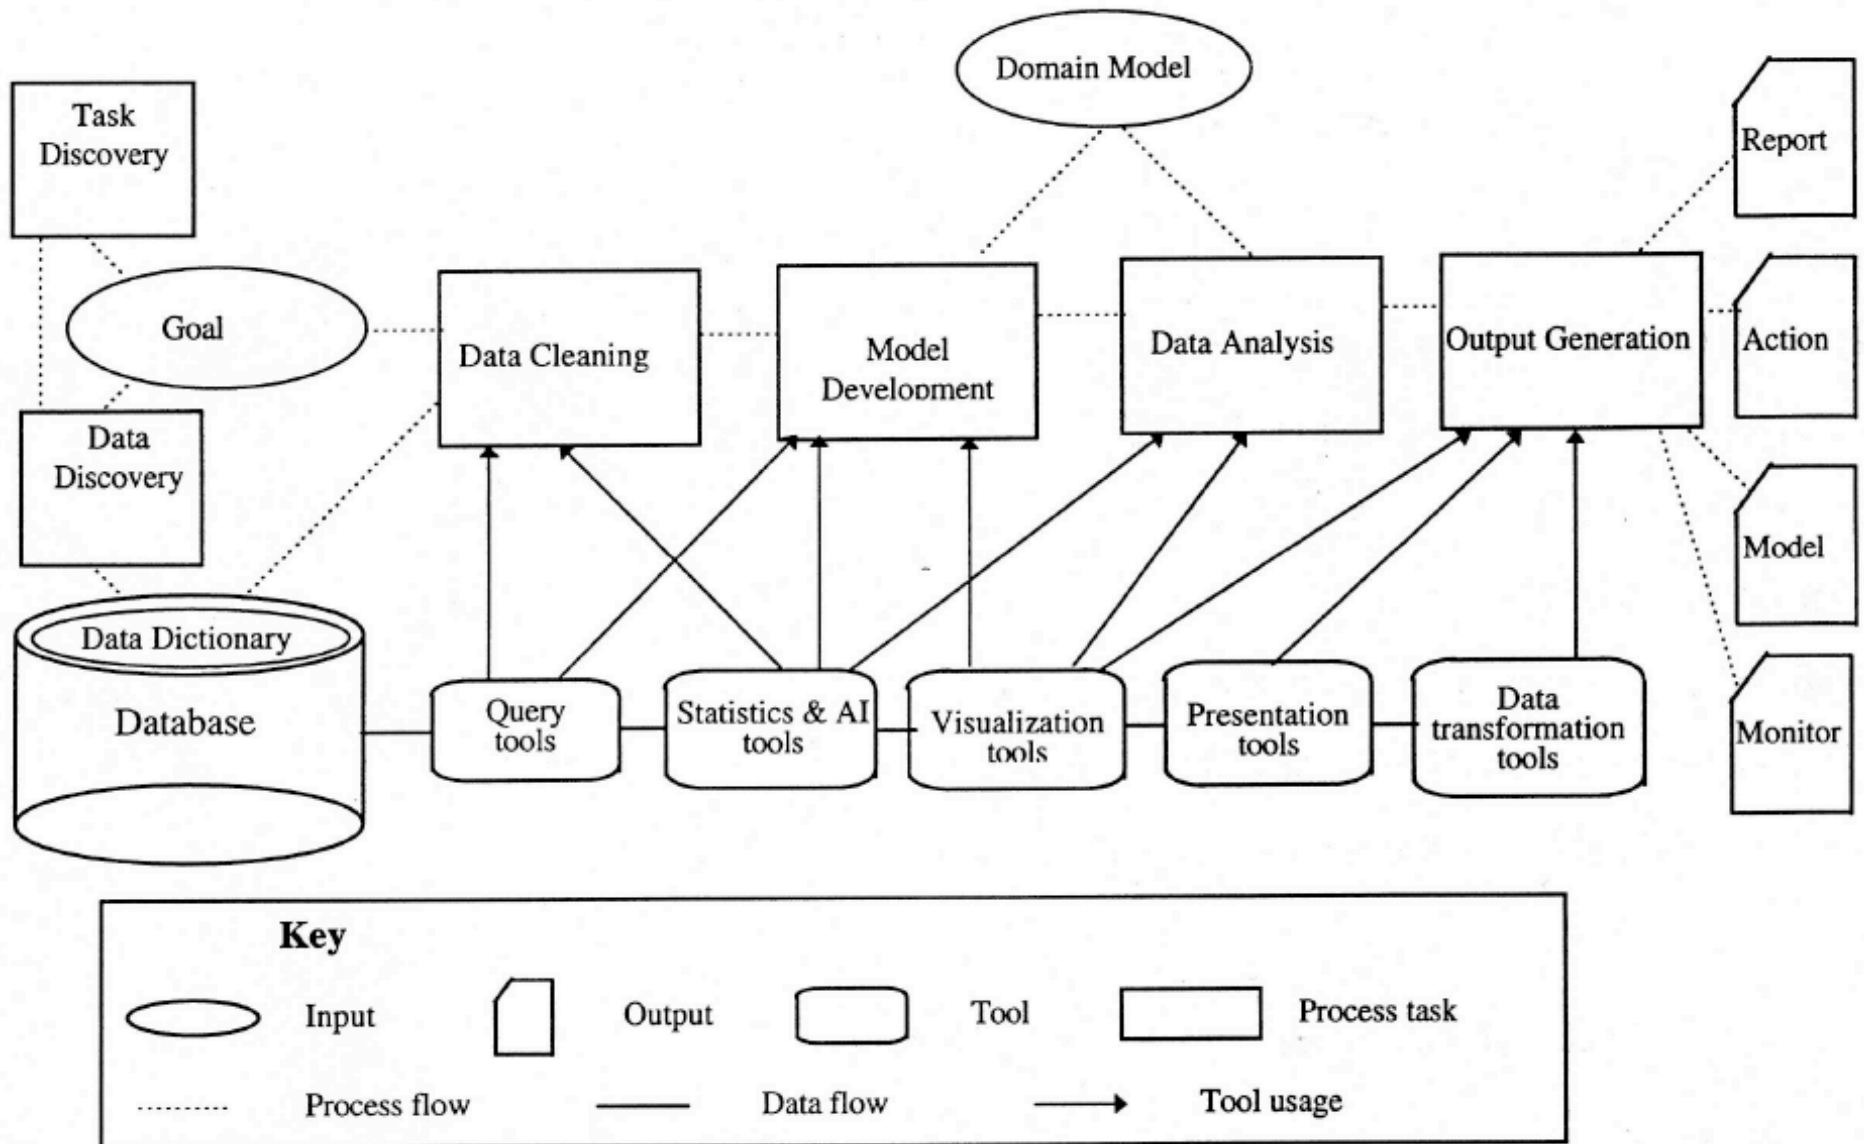 Domain Model
Task
Discovery
Report
Goal
Data Cleaning
Model
Development
Data Analysis
Output Generation
Action
Data
Discovery
Model
Data Dictionary
Database
Query
tools
Statistics & AI
tools
Visualization
tools
Presentation
tools
Data
transformation
tools
Monitor
Key
Input
Output
Tool
Process task
Process flow
Data flow
Tool usage